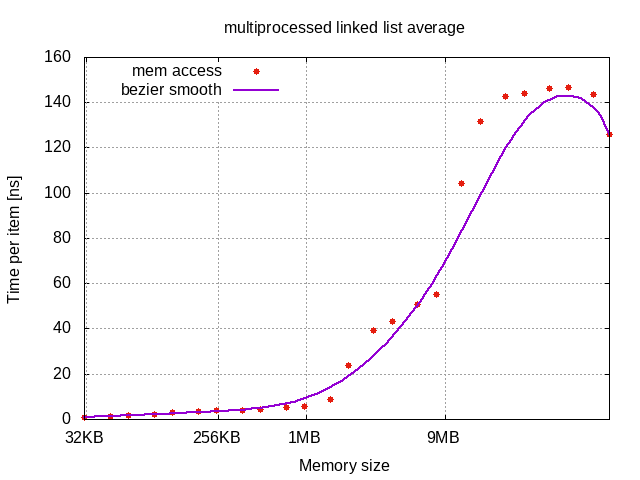 multiprocessed linked list average
160
140
120
100
80
60
40
20
0
mem access
bezier smooth
Time per item [ns]
32KB 256KB 1MB 9MB
Memory size